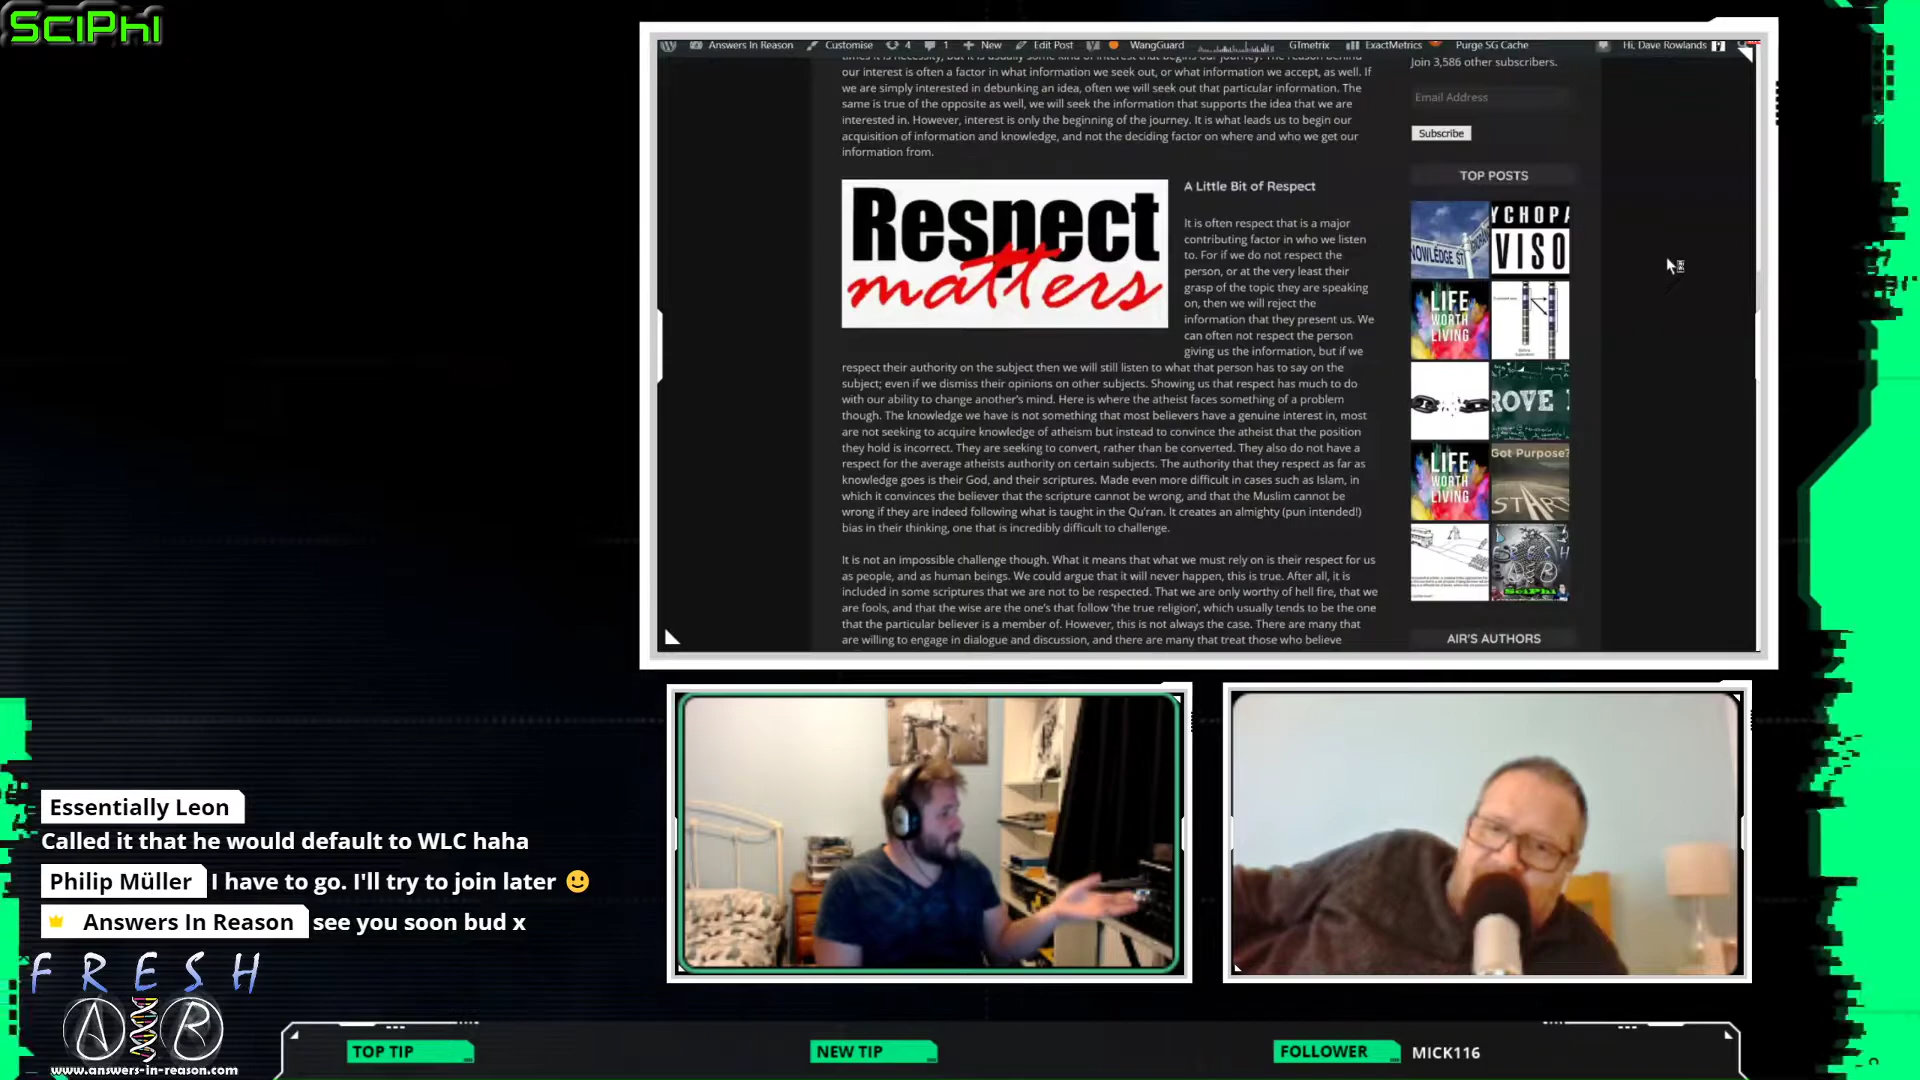 SciPhi
Answers In Reason Customise 4 1 New Edit Post WangGuard GTmetrix ExactMetrics Purge SG Cache Hi, Dave Rowlands
times it is necessity, but it is usually some kind of interest that begins our journey. The reason behind
our interest is often a factor in what information we seek out, or what information we accept, as well. If
we are simply interested in debunking an idea, often we will seek out that particular information. The
same is true of the opposite as well, we will seek the information that supports the idea that we are
interested in. However, interest is only the beginning of the journey. It is what leads us to begin our
acquisition of information and knowledge, and not the deciding factor on where and who we get our
information from.
Respect
matters
A Little Bit of Respect
It is often respect that is a major
contributing factor in who we listen
to. For if we do not respect the
person, or at the very least their
grasp of the topic they are speaking
on, then we will reject the
information that they present us. We
can often not respect the person
giving us the information, but if we
respect their authority on the subject then we will still listen to what that person has to say on the
subject; even if we dismiss their opinions on other subjects. Showing us that respect has much to do
with our ability to change another's mind. Here is where the atheist faces something of a problem
though. The knowledge we have is not something that most believers have a genuine interest in, most
are not seeking to acquire knowledge of atheism but instead to convince the atheist that the position
they hold is incorrect. They are seeking to convert, rather than be converted. They also do not have a
respect for the average atheists authority on certain subjects. The authority that they respect as far as
knowledge goes is their God, and their scriptures. Made even more difficult in cases such as Islam, in
which it convinces the believer that the scripture cannot be wrong, and that the Muslim cannot be
wrong if they are indeed following what is taught in the Qu'ran. It creates an almighty (pun intended!)
bias in their thinking, one that is incredibly difficult to challenge.
It is not an impossible challenge though. What it means that what we must rely on is their respect for us
as people, and as human beings. We could argue that it will never happen, this is true. After all, it is
included in some scriptures that we are not to be respected. That we are only worthy of hell fire, that we
are fools, and that the wise are the one's that follow 'the true religion', which usually tends to be the one
that the particular believer is a member of. However, this is not always the case. There are many that
are willing to engage in dialogue and discussion, and there are many that treat those who believe
Join 3,586 other subscribers.
Email Address
Subscribe
TOP POSTS
NOWLEDGE ST
YCHOPA
VISO
LIFE
WORTH
LIVING
ROVE
LIFE
WORTH
LIVING
Got Purpose?
START
FRESH
SciPhi
AIR'S AUTHORS
Essentially Leon
Called it that he would default to WLC haha
Philip Müller I have to go. I'll try to join later 🙂
Answers In Reason see you soon bud x
FRESH
A R
www.answers-in-reason.com
TOP TIP
NEW TIP
FOLLOWER MICK116